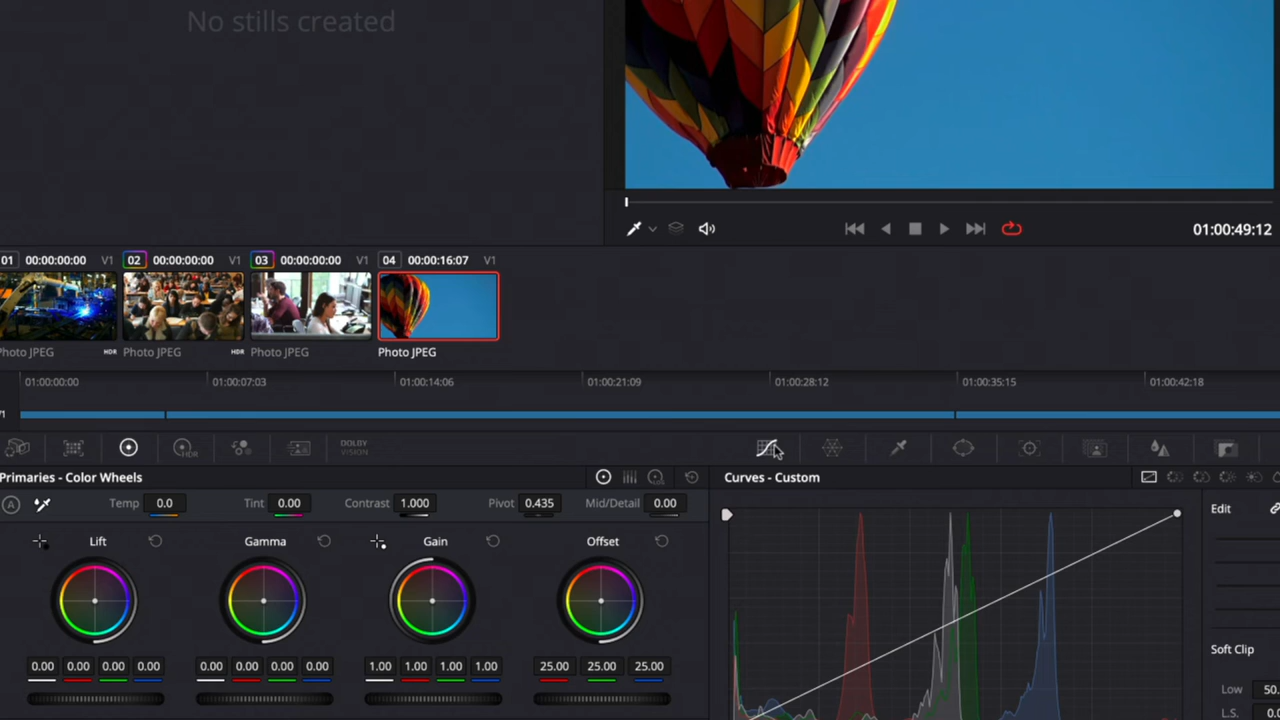 No stills created
01:00:49:12
01 00:00:00:00 V1 02 00:00:00:00 V1 03 00:00:00:00 V1 04 00:00:16:07 V1
Photo JPEG HDR Photo JPEG HDR Photo JPEG Photo JPEG
01:00:00:00 01:00:07:03 01:00:14:06 01:00:21:09 01:00:28:12 01:00:35:15 01:00:42:18
V1
HDR DOLBY VISION
Primaries - Color Wheels Curves - Custom
A Temp 0.0 Tint 0.00 Contrast 1.000 Pivot 0.435 Mid/Detail 0.00 Edit
Lift Gamma Gain Offset
Soft Clip
0.00 0.00 0.00 0.00 0.00 0.00 0.00 0.00 1.00 1.00 1.00 1.00 25.00 25.00 25.00
Low 50.
L.S. 0.0